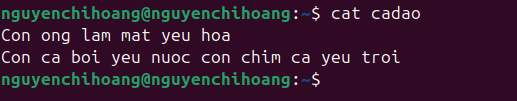 nguyenchihoang@nguyenchihoang:~$ cat cadao
Con ong lam mat yeu hoa
Con ca boi yeu nuoc con chim ca yeu troi
nguyenchihoang@nguyenchihoang:~$